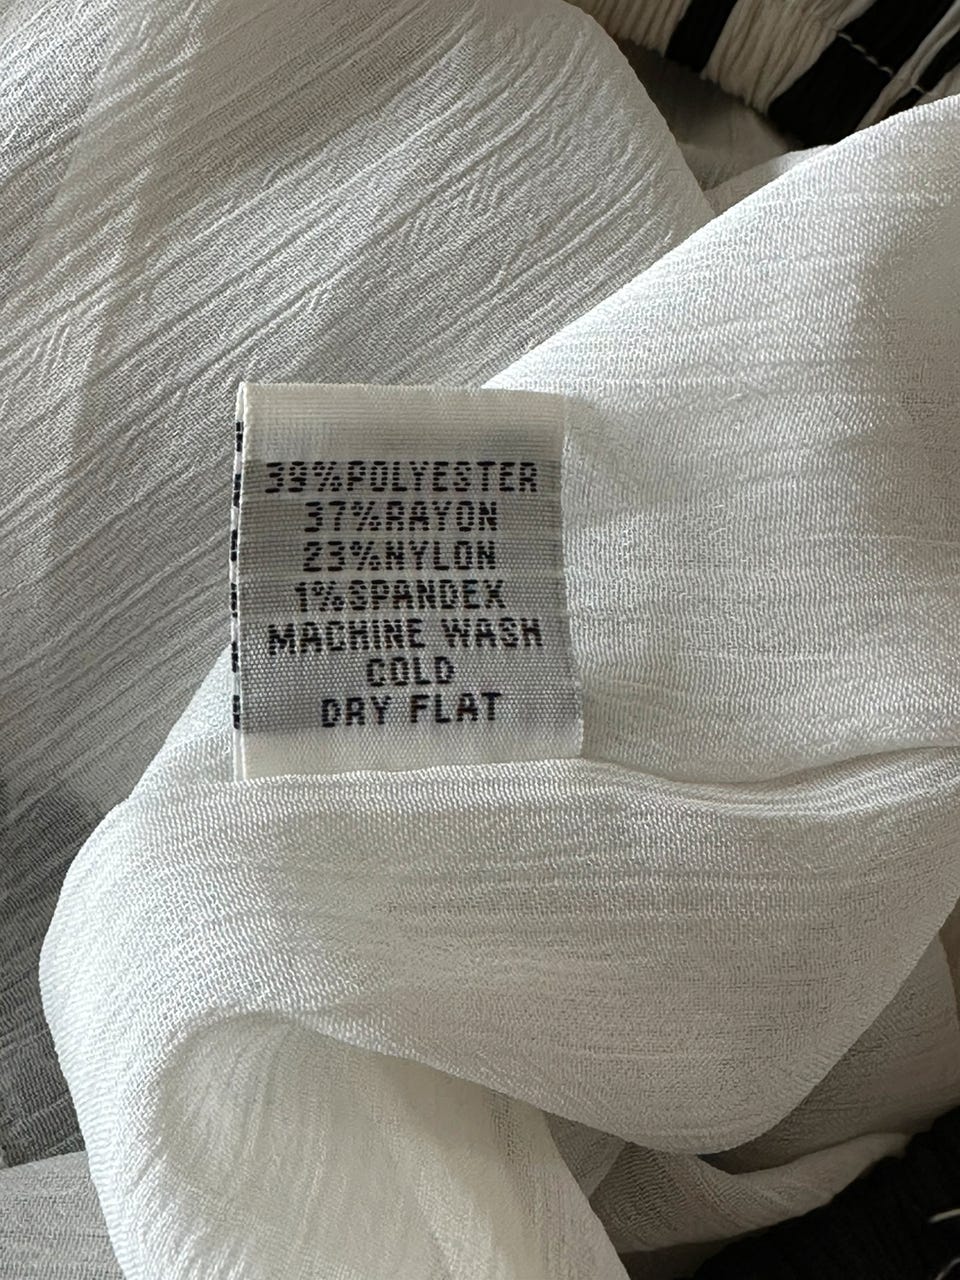 39%POLYESTER
37%RAYON
23%NYLON
1%SPANDEX
MACHINE WASH
COLD
DRY FLAT